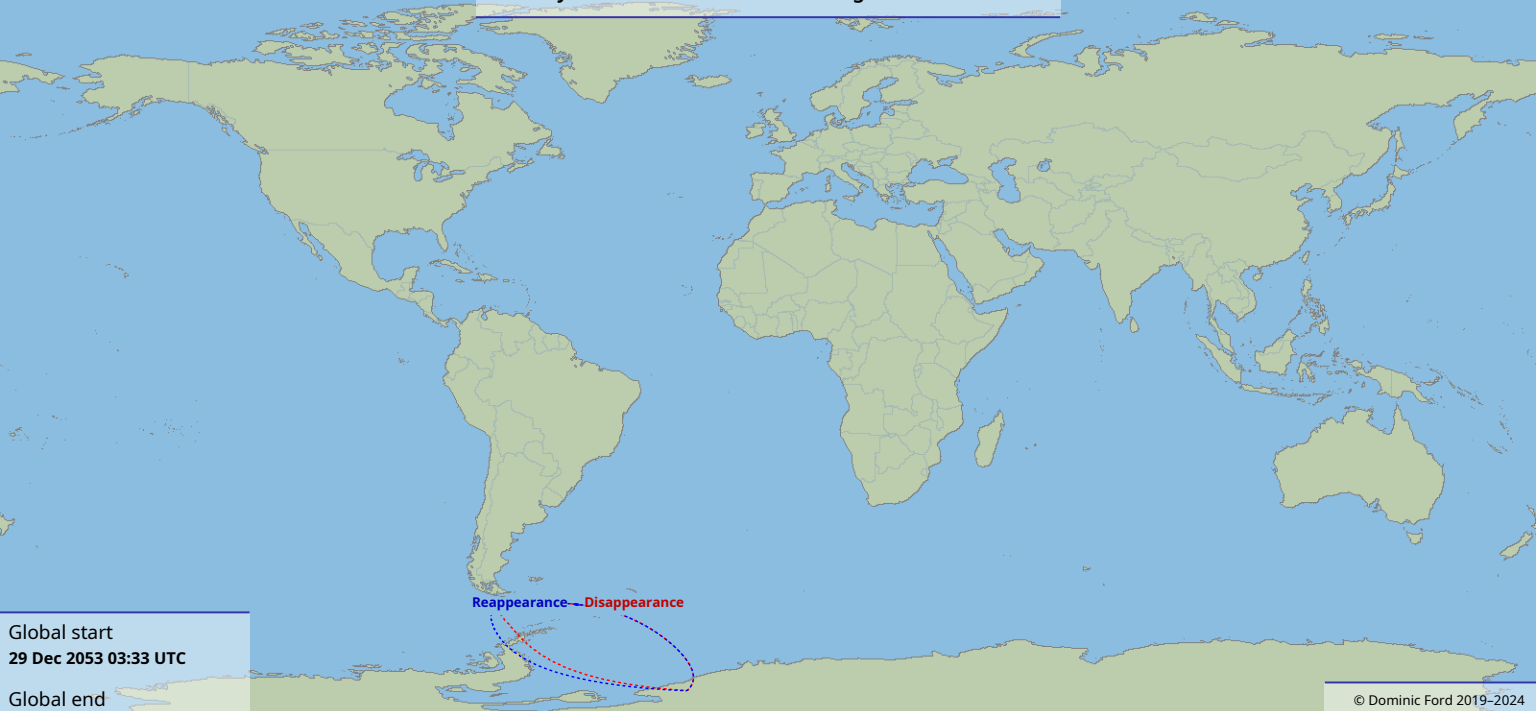 Reappearance
Disappearance
Global start
29 Dec 2053 03:33 UTC
Global end
© Dominic Ford 2019–2024